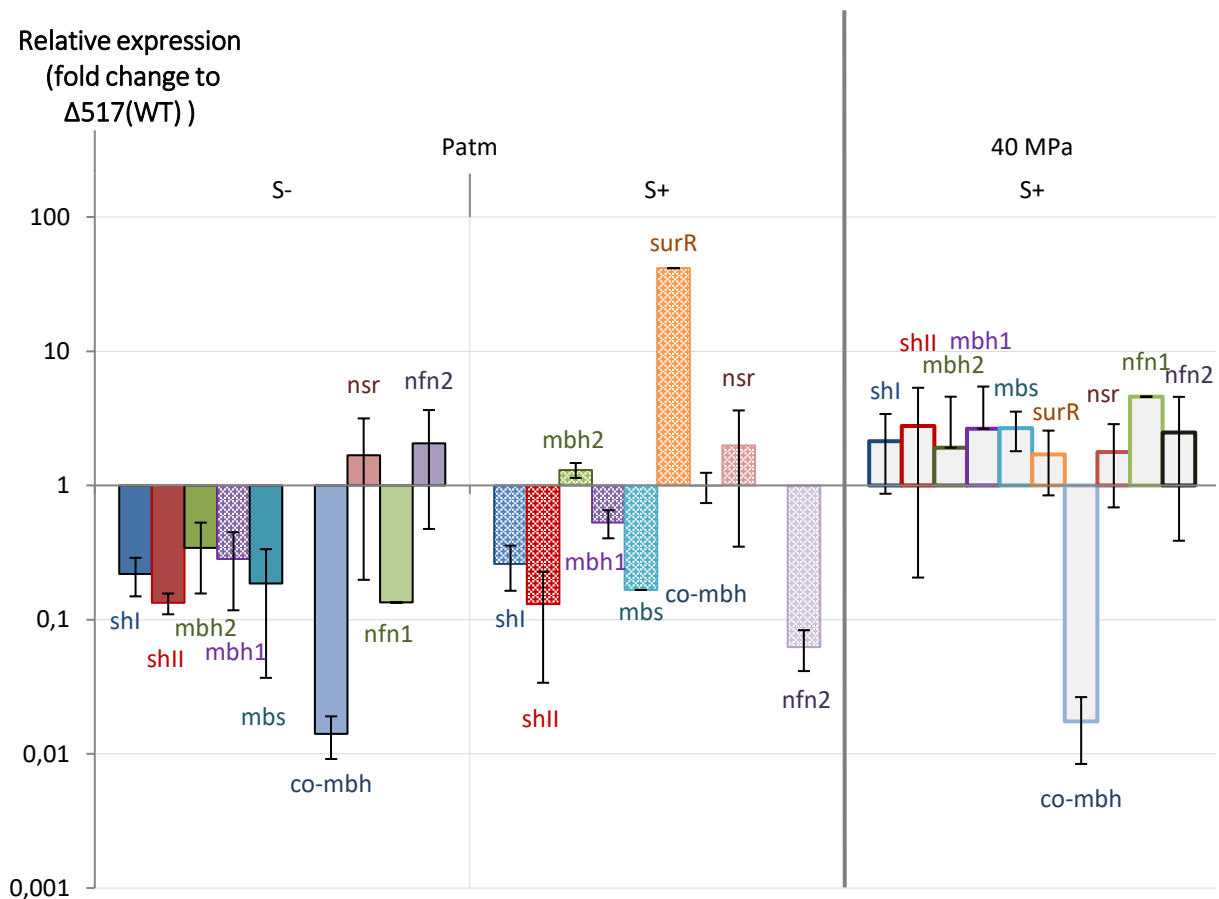 Relative expression
(fold change to
Δ517(WT) )
Patm
40 MPa
S-
S+
S+
100
10
1
0,1
0,01
0,001
shI
shII
mbh2
mbh1
mbs
co-mbh
nsr
nfn1
nfn2
shI
shII
mbh2
mbh1
mbs
surR
co-mbh
nsr
nfn2
shI
shII
mbh2
mbh1
mbs
surR
co-mbh
nsr
nfn1
nfn2